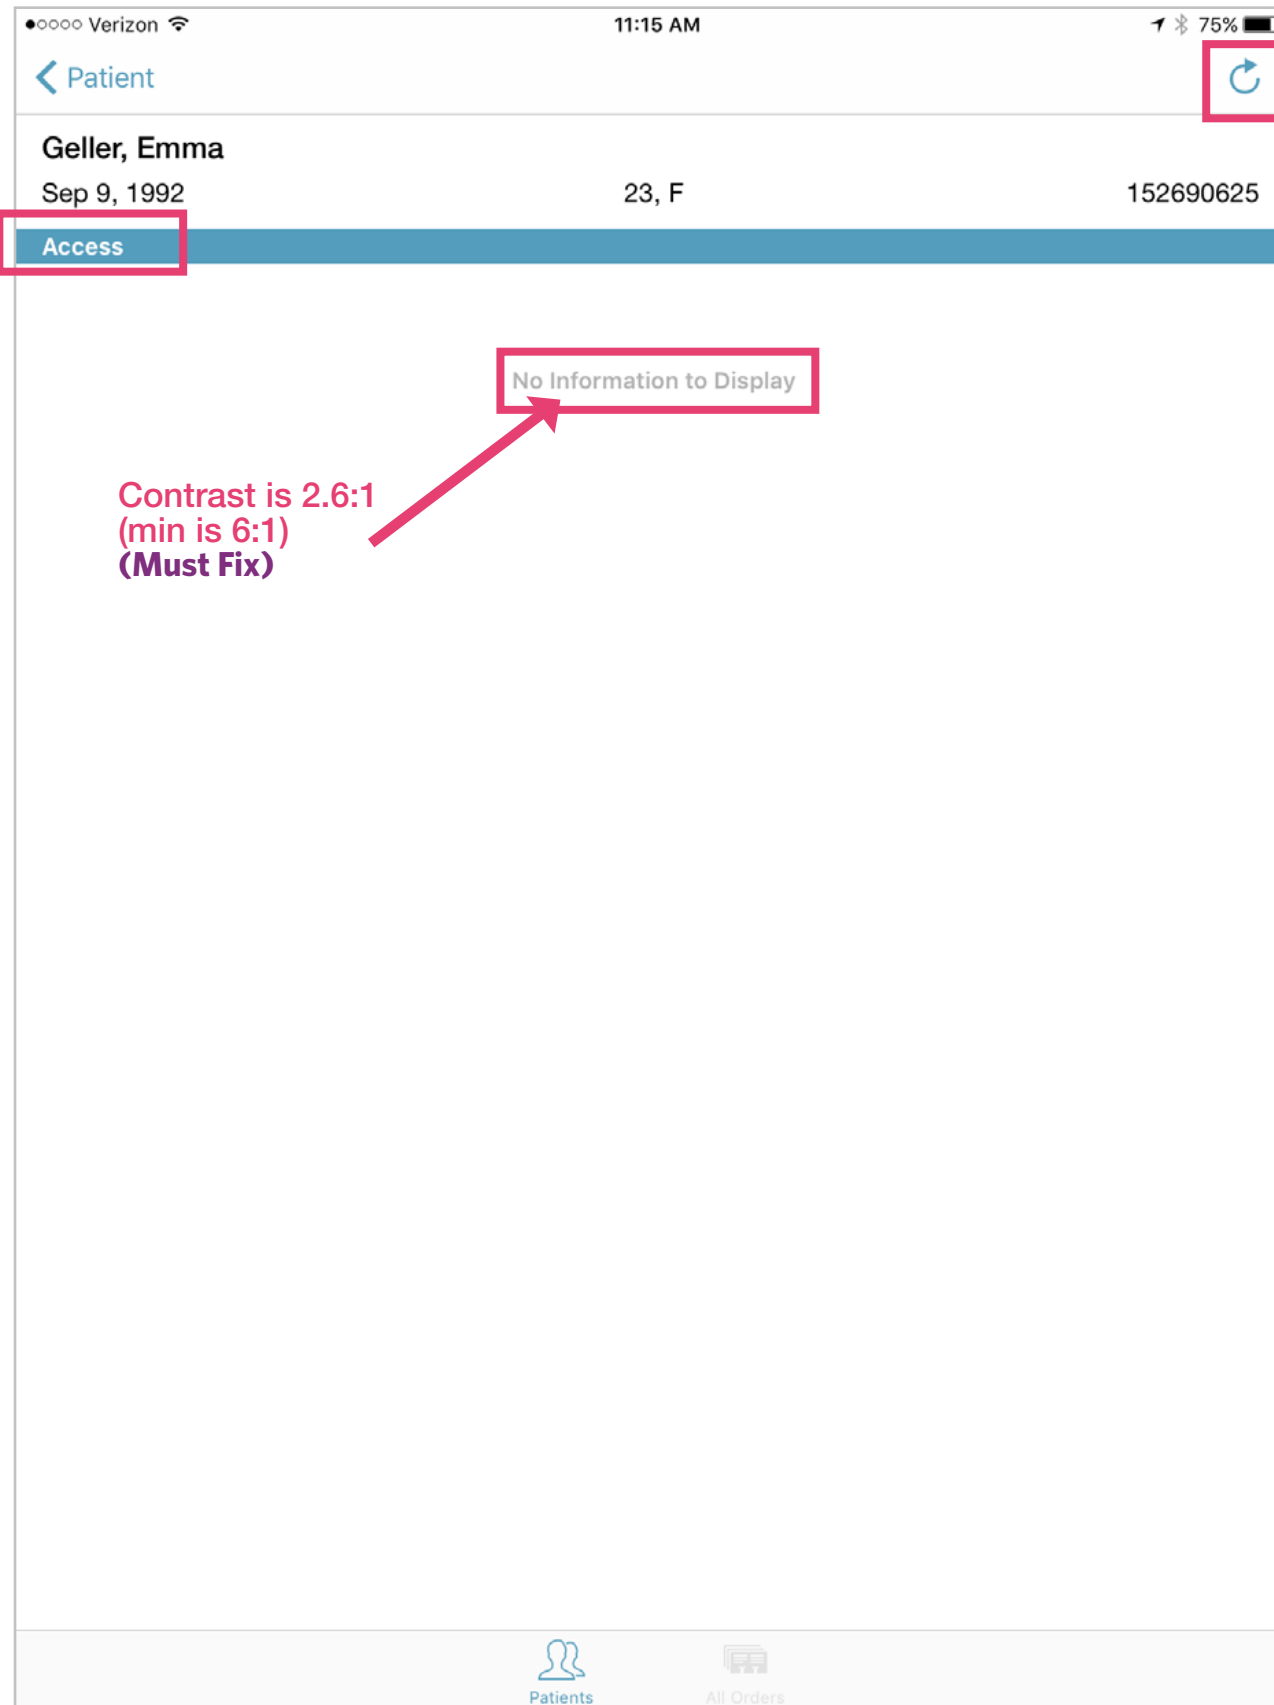 Verizon 11:15 AM 75%
Patient
Geller, Emma
Sep 9, 1992 23, F 152690625
Access
No Information to Display
Contrast is 2.6:1
(min is 6:1)
(Must Fix)
Patients All Orders